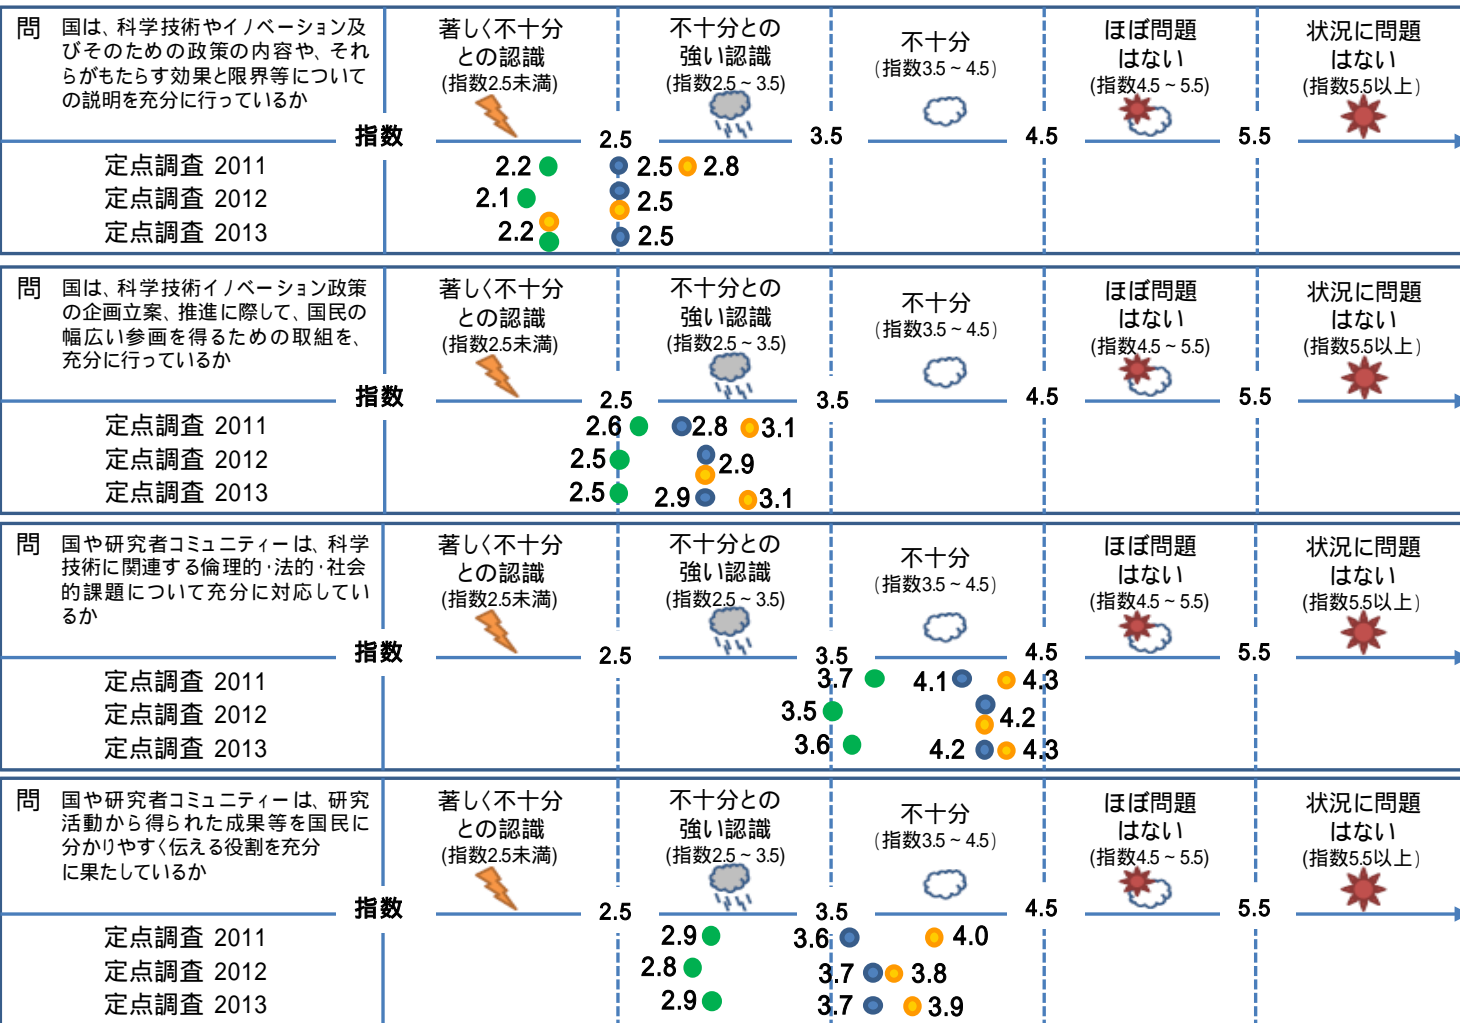 問 国は、科学技術やイノベーション及
びそのための政策の内容や、それ
らがもたらす効果と限界等について
の説明を充分に行っているか
著しく不十分
との認識
(指数2.5未満)
不十分との
強い認識
(指数2.5~3.5)
不十分
(指数3.5~4.5)
ほぼ問題
はない
(指数4.5~5.5)
状況に問題
はない
(指数5.5以上)
指数 2.5 3.5 4.5 5.5
定点調査 2011 2.2 2.5 2.8
定点調査 2012 2.1 2.5
定点調査 2013 2.2 2.5
問 国は、科学技術イノベーション政策
の企画立案、推進に際して、国民の
幅広い参画を得るための取組を、
充分に行っているか
著しく不十分
との認識
(指数2.5未満)
不十分との
強い認識
(指数2.5~3.5)
不十分
(指数3.5~4.5)
ほぼ問題
はない
(指数4.5~5.5)
状況に問題
はない
(指数5.5以上)
指数 2.5 3.5 4.5 5.5
定点調査 2011 2.6 2.8 3.1
定点調査 2012 2.5 2.9
定点調査 2013 2.5 2.9 3.1
問 国や研究者コミュニティーは、科学
技術に関連する倫理的・法的・社会
的課題について充分に対応してい
るか
著しく不十分
との認識
(指数2.5未満)
不十分との
強い認識
(指数2.5~3.5)
不十分
(指数3.5~4.5)
ほぼ問題
はない
(指数4.5~5.5)
状況に問題
はない
(指数5.5以上)
指数 2.5 3.5 4.5 5.5
定点調査 2011 3.7 4.1 4.3
定点調査 2012 3.5 4.2
定点調査 2013 3.6 4.2 4.3
問 国や研究者コミュニティーは、研究
活動から得られた成果等を国民に
分かりやすく伝える役割を充分
に果たしているか
著しく不十分
との認識
(指数2.5未満)
不十分との
強い認識
(指数2.5~3.5)
不十分
(指数3.5~4.5)
ほぼ問題
はない
(指数4.5~5.5)
状況に問題
はない
(指数5.5以上)
指数 2.5 3.5 4.5 5.5
定点調査 2011 2.9 3.6 4.0
定点調査 2012 2.8 3.7 3.8
定点調査 2013 2.9 3.7 3.9